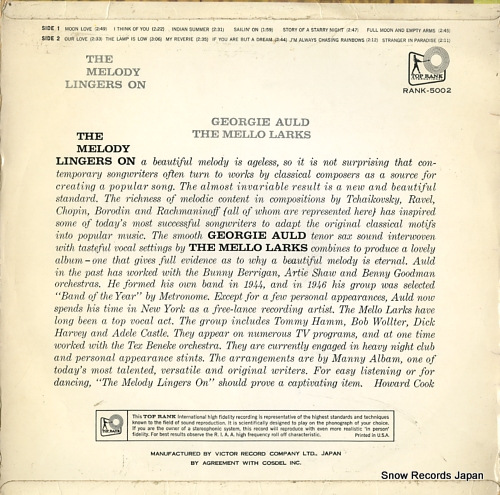 SIDE 1 MOON LOVE (2:49) I THINK OF YOU (2:22) INDIAN SUMMER (2:31) SAILIN' ON (1:59) STORY OF A STARRY NIGHT (2:47) FULL MOON AND EMPTY ARMS (2:45)
SIDE 2 OUR LOVE (2:33) THE LAMP IS LOW (3:06) MY REVERIE (2:35) IF YOU ARE BUT A DREAM (2:44) I'M ALWAYS CHASING RAINBOWS (3:12) STRANGER IN PARADISE (2:11)
THE
MELODY
LINGERS ON
TOP RANK
RANK-5002
GEORGIE AULD
THE MELLO LARKS
THE
MELODY
LINGERS ON a beautiful melody is ageless, so it is not surprising that con-
temporary songwriters often turn to works by classical composers as a source for
creating a popular song. The almost invariable result is a new and beautiful
standard. The richness of melodic content in compositions by Tchaikovsky, Ravel,
Chopin, Borodin and Rachmaninoff (all of whom are represented here) has inspired
some of today's most successful songwriters to adapt the original classical motifs
into popular music. The smooth GEORGIE AULD tenor sax sound interwoven
with tasteful vocal settings by THE MELLO LARKS combines to produce a lovely
album—one that gives full evidence as to why a beautiful melody is eternal. Auld
in the past has worked with the Bunny Berrigan, Artie Shaw and Benny Goodman
orchestras. He formed his own band in 1944, and in 1946 his group was selected
"Band of the Year" by Metronome. Except for a few personal appearances, Auld now
spends his time in New York as a free-lance recording artist. The Mello Larks have
long been a top vocal act. The group includes Tommy Hamm, Bob Wollter, Dick
Harvey and Adele Castle. They appear on numerous TV programs, and at one time
worked with the Tex Beneke orchestra. They are currently engaged in heavy night club
and personal appearance stints. The arrangements are by Manny Albam, one of
today's most talented, versatile and original writers. For easy listening or for
dancing, "The Melody Lingers On" should prove a captivating item. Howard Cook
TOP RANK
This TOP RANK International high fidelity recording is representative of the highest standards and techniques
known to the field of sound reproduction. It is scientifically designed to play on the phonograph of your choice.
If you are the owner of a stereophonic system, this record will reproduce with even more realistic 'in person'
fidelity. For best results observe the R. I. A. A. high frequency roll off characteristic. Printed in U.S.A.
MANUFACTURED BY VICTOR RECORD COMPANY LTD., JAPAN
BY AGREEMENT WITH COSDEL INC.
Snow Records Japan